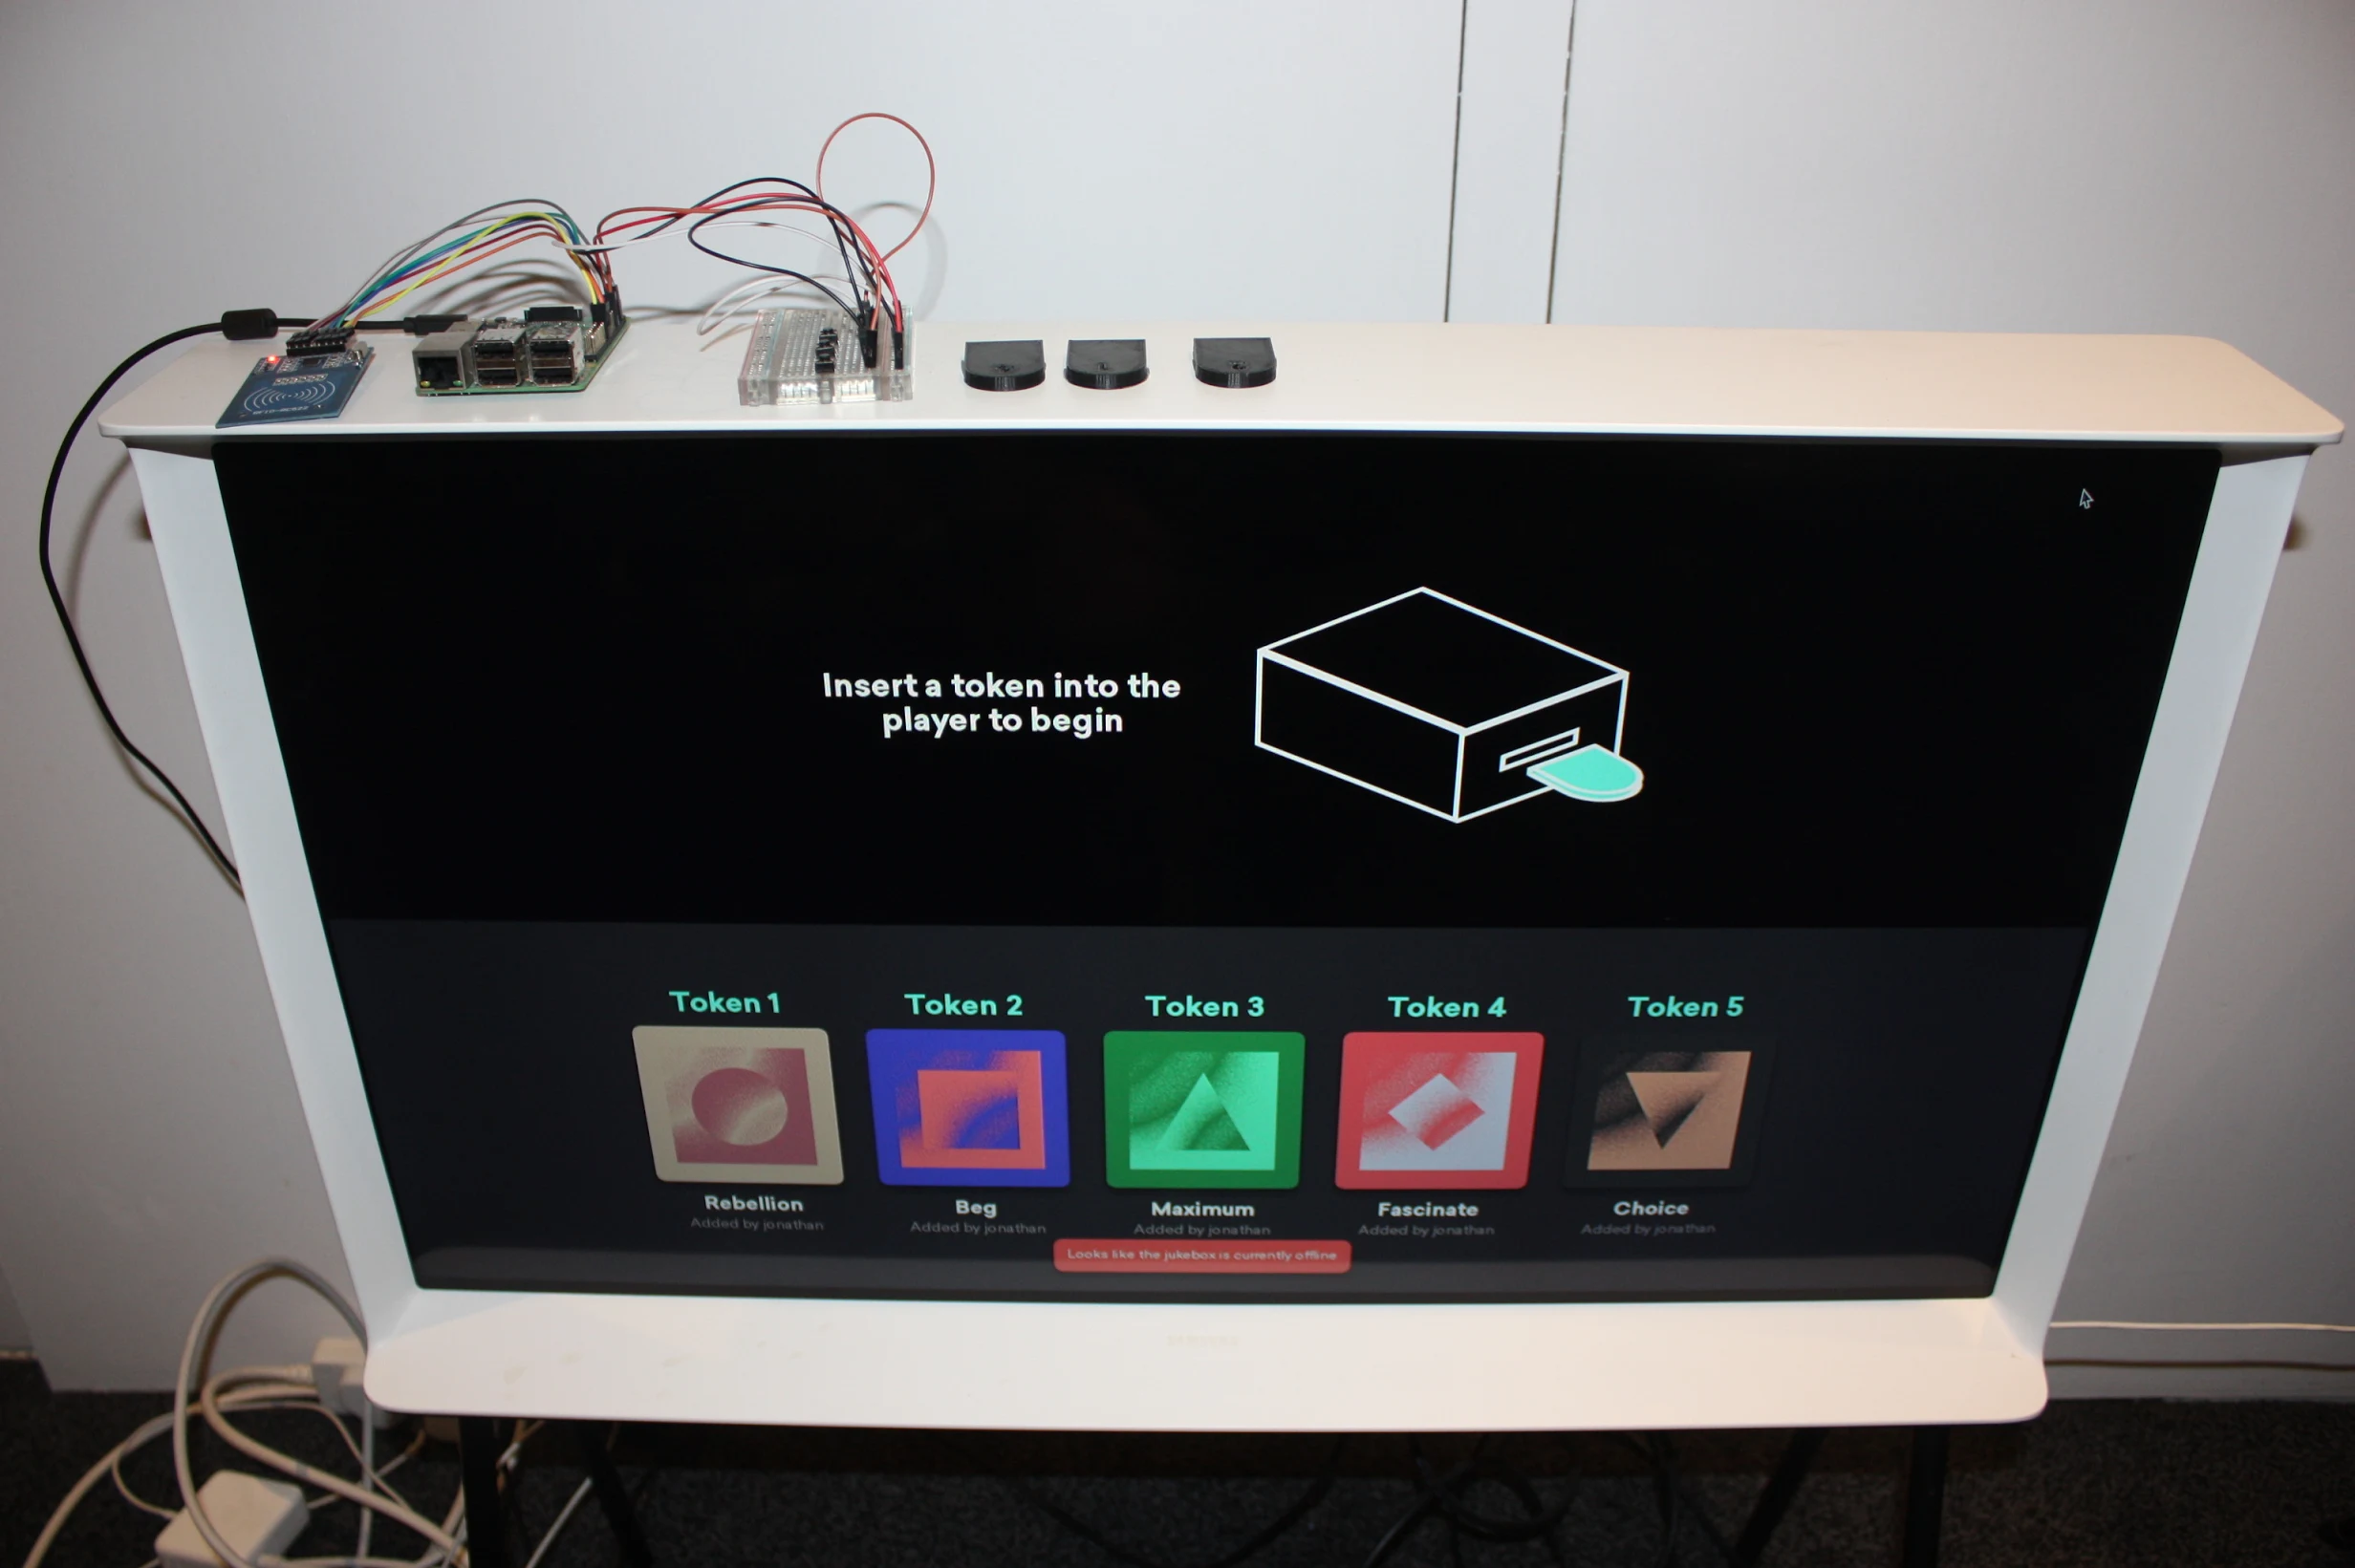 Insert a token into the
player to begin
Token 1
Token 2
Token 3
Token 4
Token 5
Rebellion
Beg
Maximum
Fascinate
Choice
Added by jonathan
Added by jonathan
Added by jonathan
Added by jonathan
Added by jonathan
Looks like the jukebox is currently offline